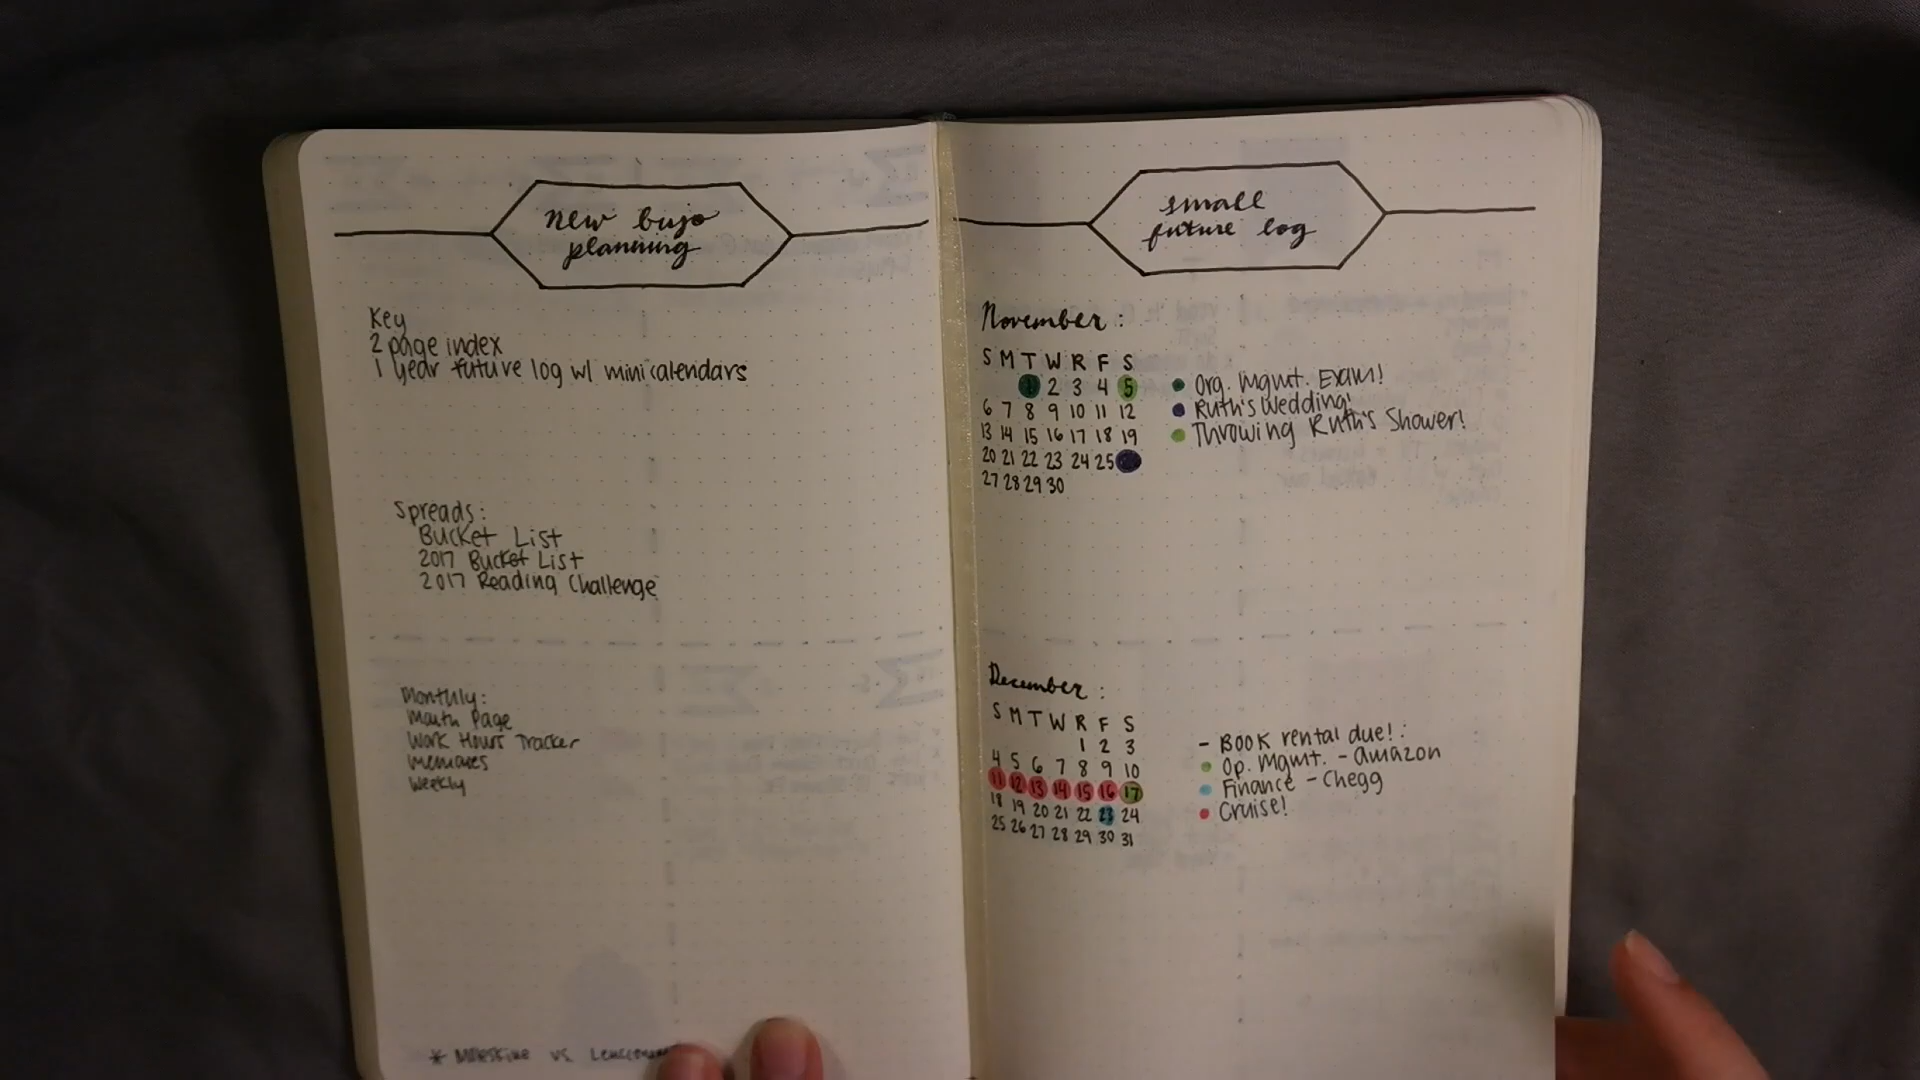 new bujo
planning
Key
2 page index
1 year future log w/ mini calendars
Spreads:
Bucket List
2017 Bucket List
2017 Reading Challenge
Monthly:
Month Page
Work Hours Tracker
Memories
Weekly
* Moleskine vs.
small
future log
November:
S M T W R F S
1 2 3 4 5
6 7 8 9 10 11 12
13 14 15 16 17 18 19
20 21 22 23 24 25
27 28 29 30
Org. Mgmt. Exam!
Ruth's Wedding!
Throwing Ruth's Shower!
December:
S M T W R F S
1 2 3
4 5 6 7 8 9 10
11 12 13 14 15 16 17
18 19 20 21 22 23 24
25 26 27 28 29 30 31
- Book rental due!:
Op. Mgmt. - Amazon
Finance - Chegg
Cruise!